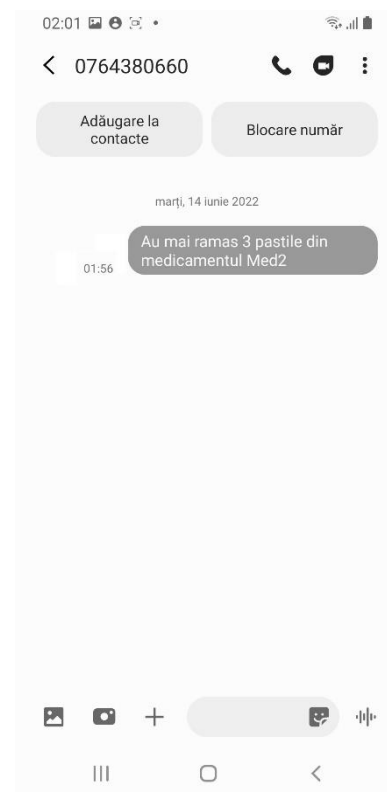 02:01
0764380660
Adăugare la
contacte
Blocare număr
marți, 14 iunie 2022
Au mai ramas 3 pastile din
medicamentul Med2
01:56